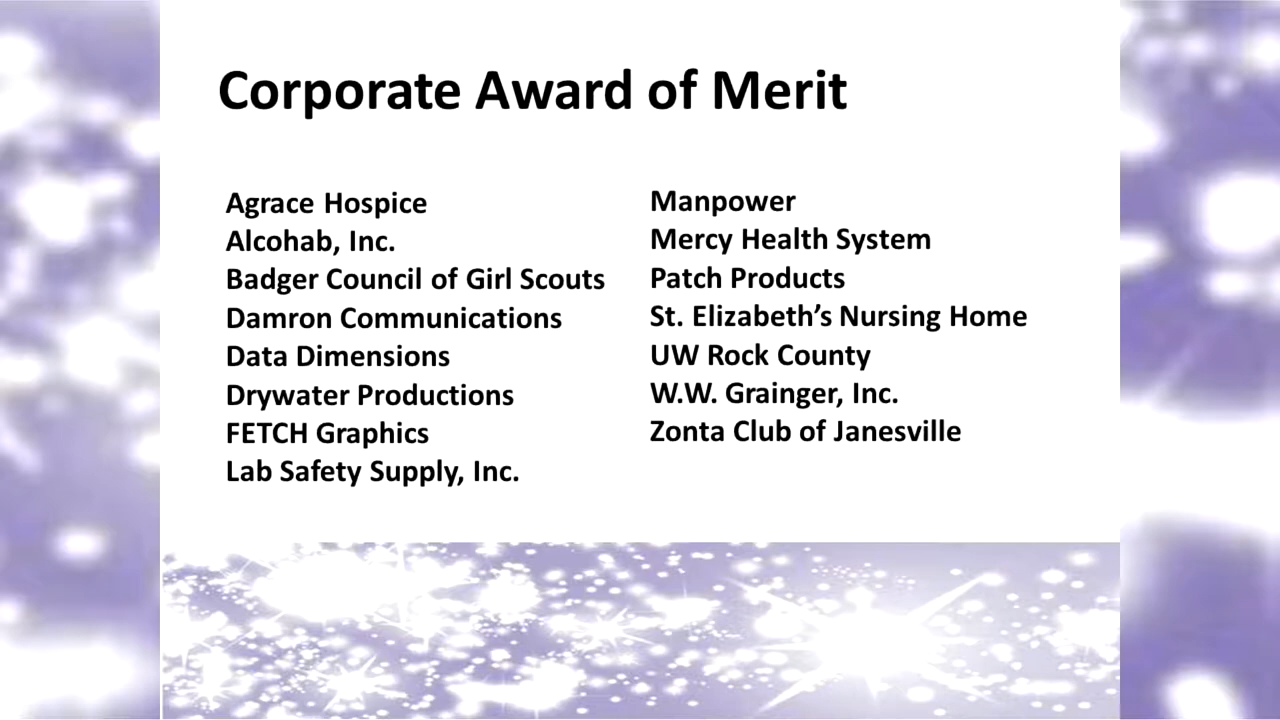 Corporate Award of Merit
Agrace Hospice
Alcohab, Inc.
Badger Council of Girl Scouts
Damron Communications
Data Dimensions
Drywater Productions
FETCH Graphics
Lab Safety Supply, Inc.
Manpower
Mercy Health System
Patch Products
St. Elizabeth’s Nursing Home
UW Rock County
W.W. Grainger, Inc.
Zonta Club of Janesville